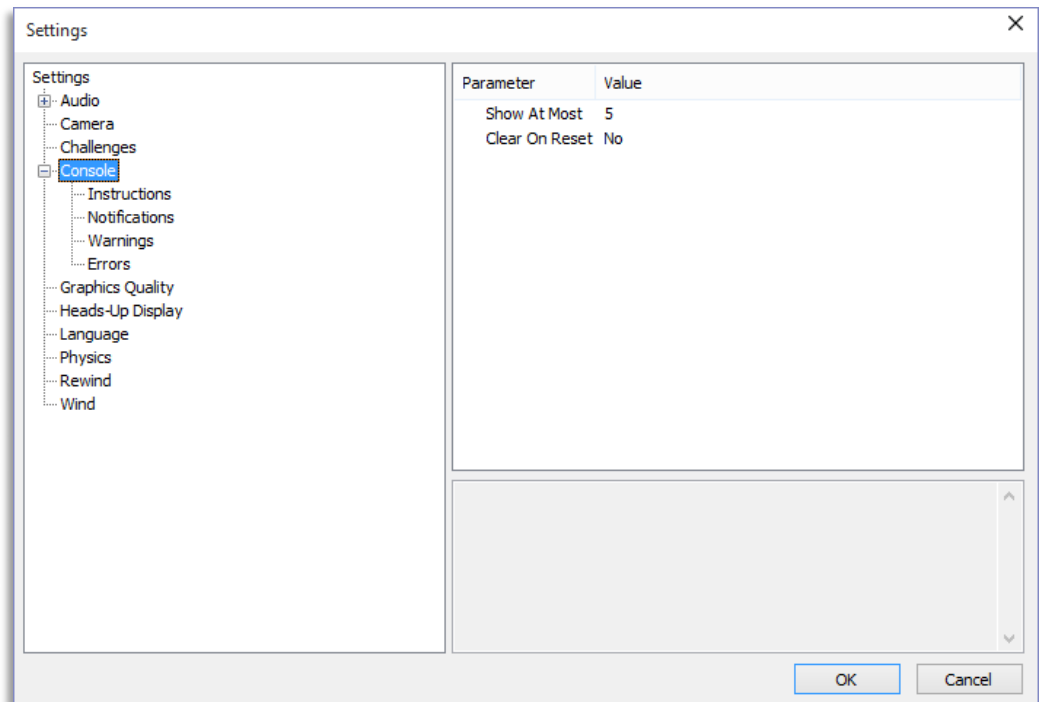 Settings
Settings
Audio
Camera
Challenges
Console
Instructions
Notifications
Warnings
Errors
Graphics Quality
Heads-Up Display
Language
Physics
Rewind
Wind
Parameter Value
Show At Most 5
Clear On Reset No
OK Cancel